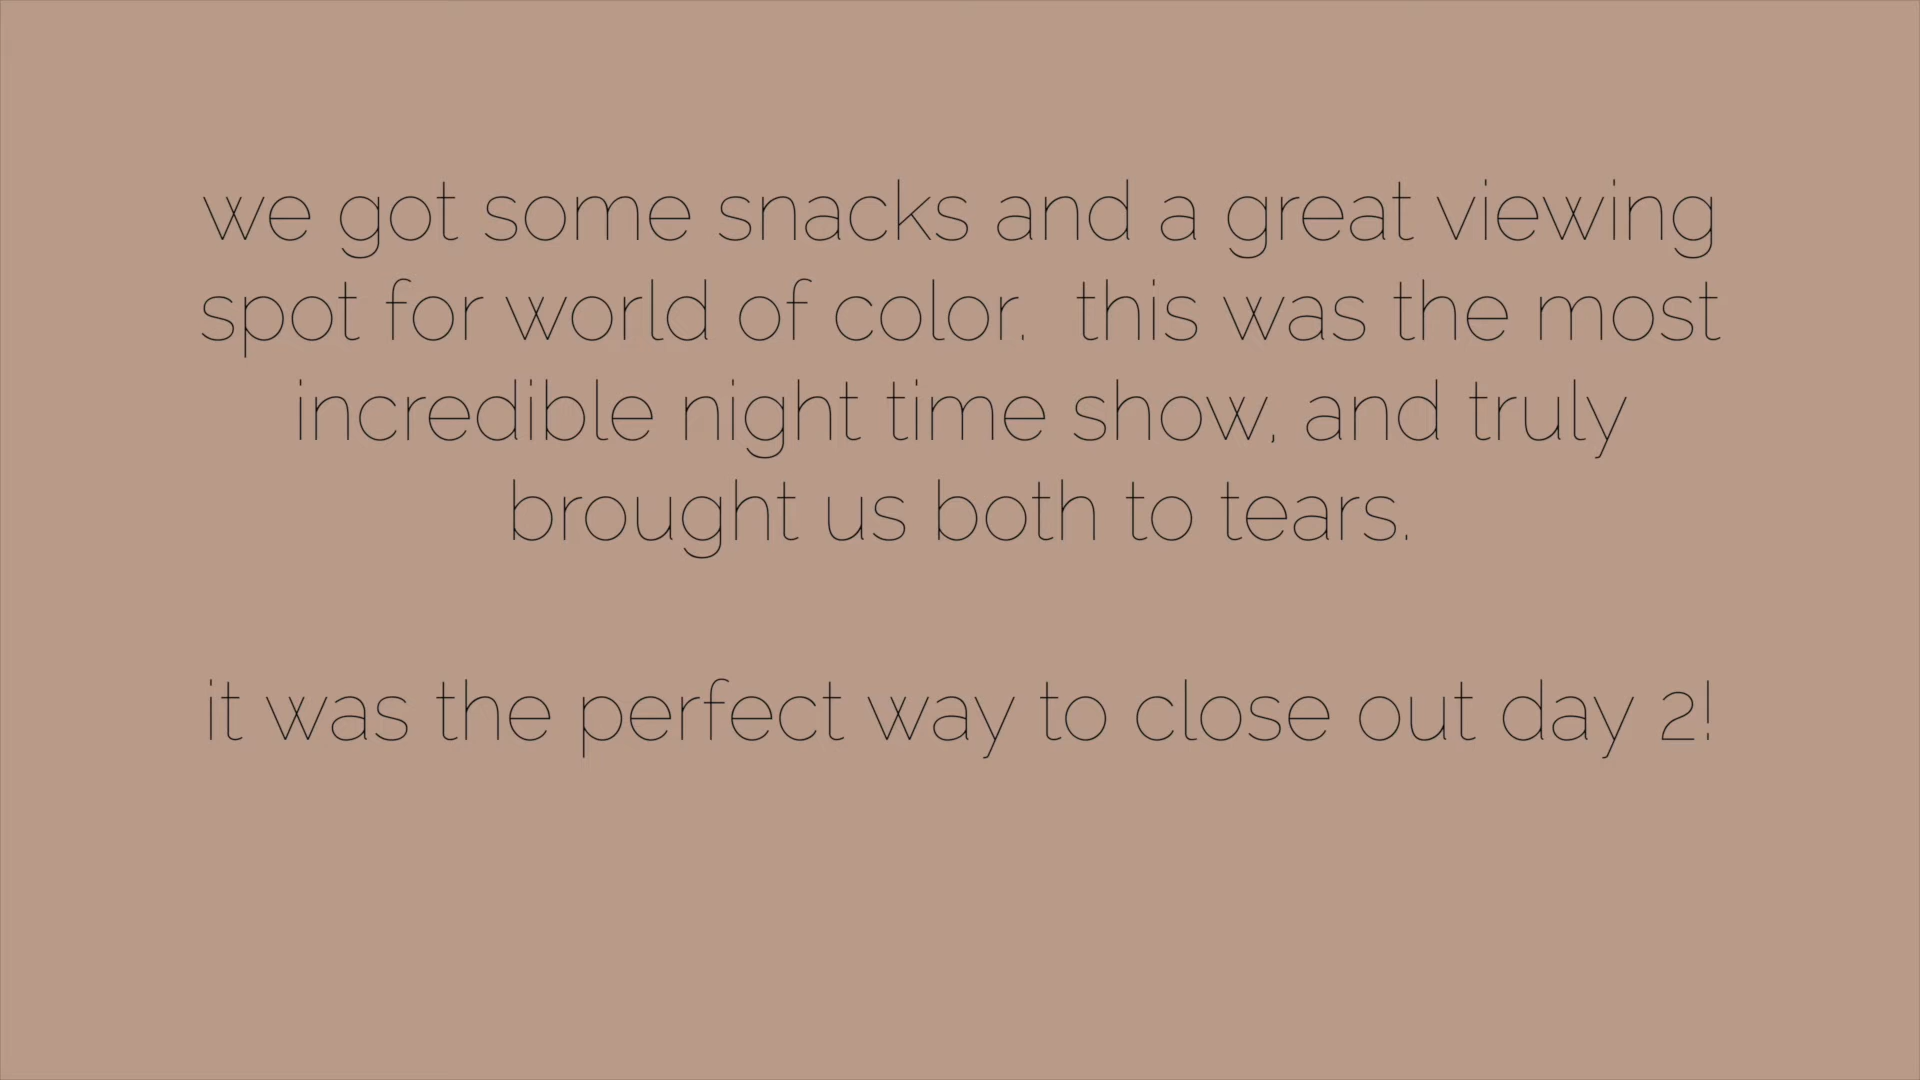 we got some snacks and a great viewing
spot for world of color.  this was the most
incredible night time show, and truly
brought us both to tears.
it was the perfect way to close out day 2!